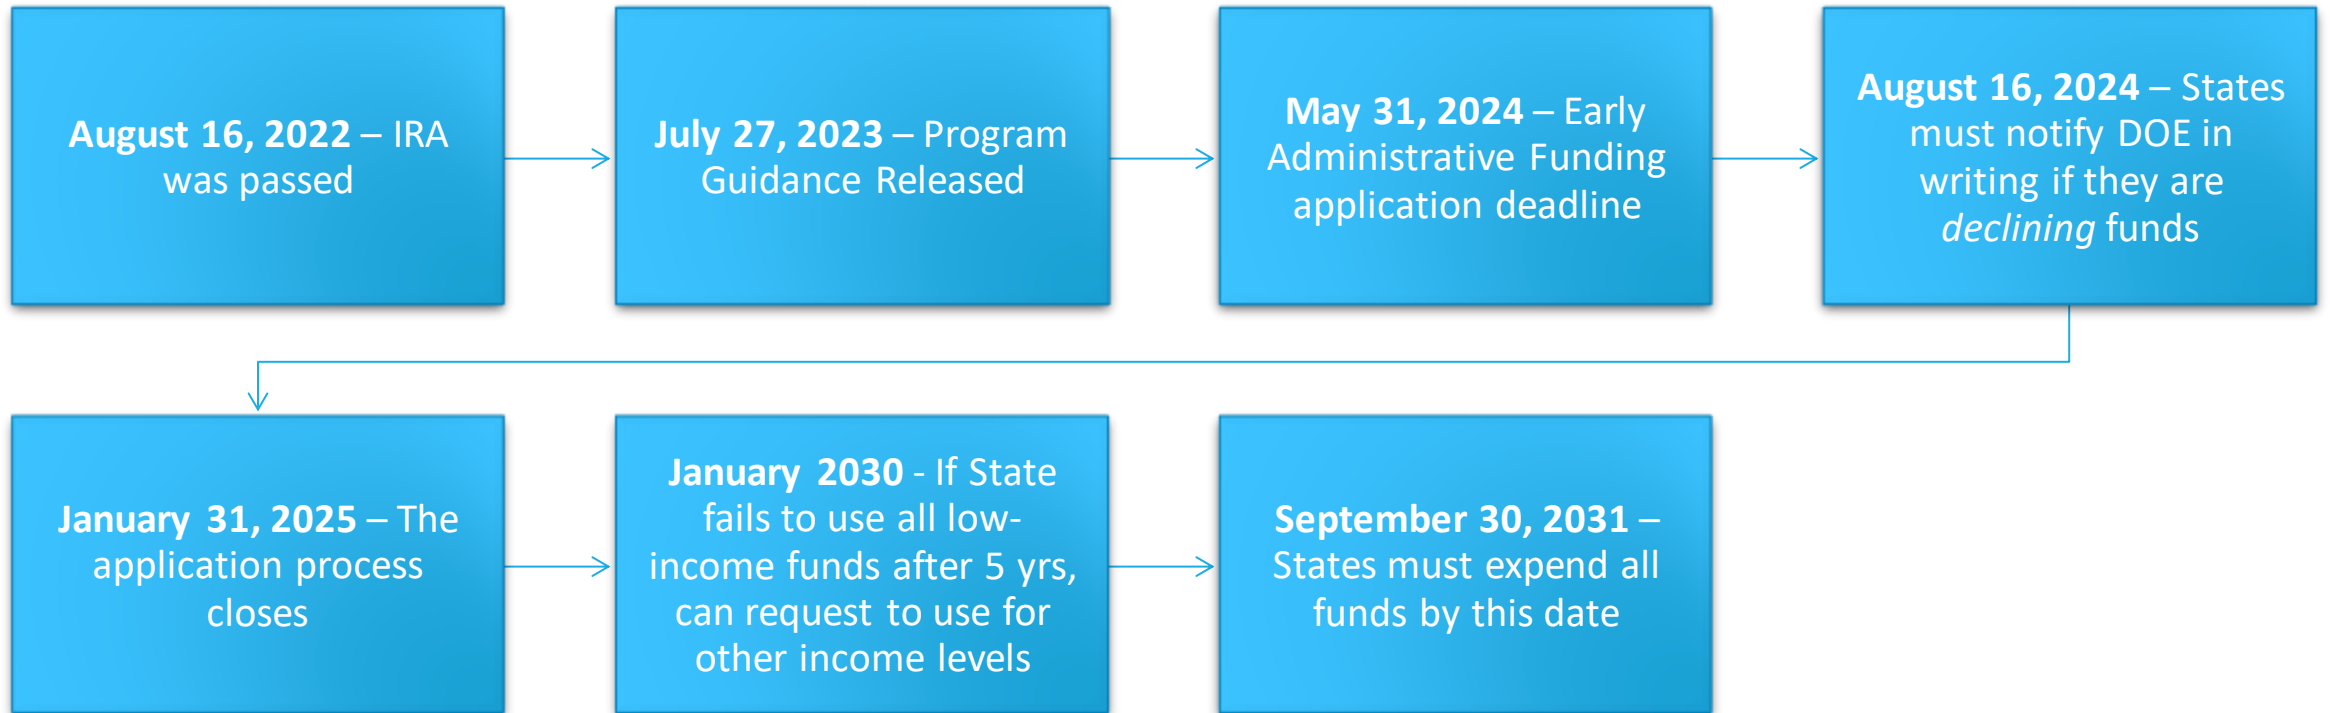 August 16, 2022 – IRA
was passed
July 27, 2023 – Program
Guidance Released
May 31, 2024 – Early
Administrative Funding
application deadline
August 16, 2024 – States
must notify DOE in
writing if they are
declining funds
January 31, 2025 – The
application process
closes
January 2030 - If State
fails to use all low-
income funds after 5 yrs,
can request to use for
other income levels
September 30, 2031 –
States must expend all
funds by this date